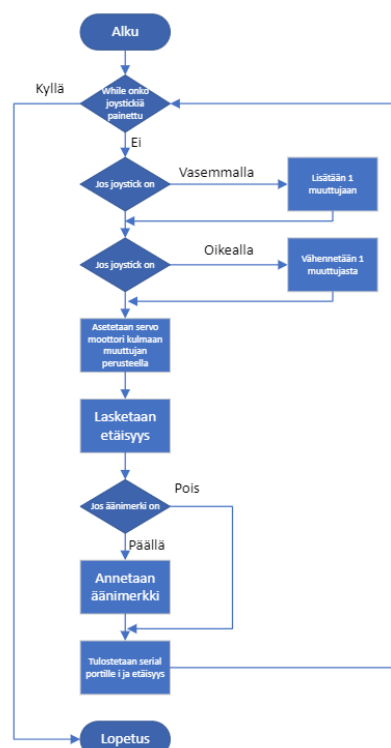 Alku
Kyllä
While onko
joystickiä
painettu
Ei
Jos joystick on
Vasemmalla
Lisätään 1
muuttujaan
Jos joystick on
Oikealla
Vähennetään 1
muuttujasta
Asetetaan servo
moottori kulmaan
muuttujan
perusteella
Lasketaan
etäisyys
Jos äänimerki on
Pois
Päällä
Annetaan
äänimerkki
Tulostetaan serial
portille i ja etäisyys
Lopetus